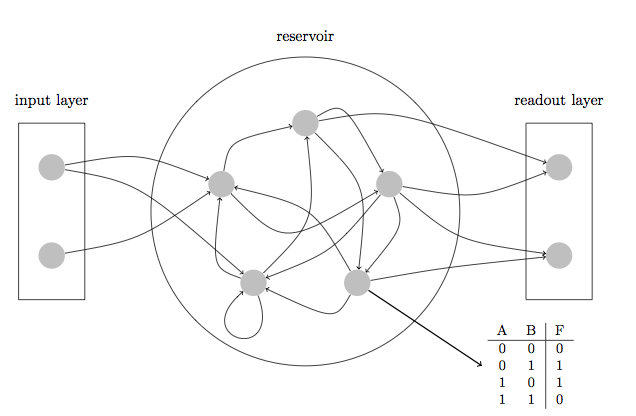 reservoir
input layer
readout layer
A B F
0 0 0
0 1 1
1 0 1
1 1 0